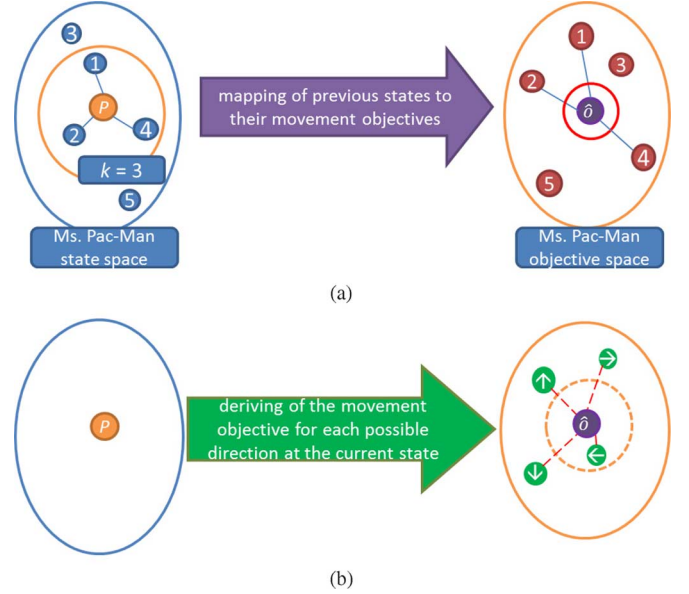 3
1
P
2
4
k = 3
5
Ms. Pac-Man
state space
mapping of previous states to
their movement objectives
1
3
2
ô
4
5
Ms. Pac-Man
objective space
(a)
P
deriving of the movement
objective for each possible
direction at the current state
→
↑
ô
←
↓
(b)